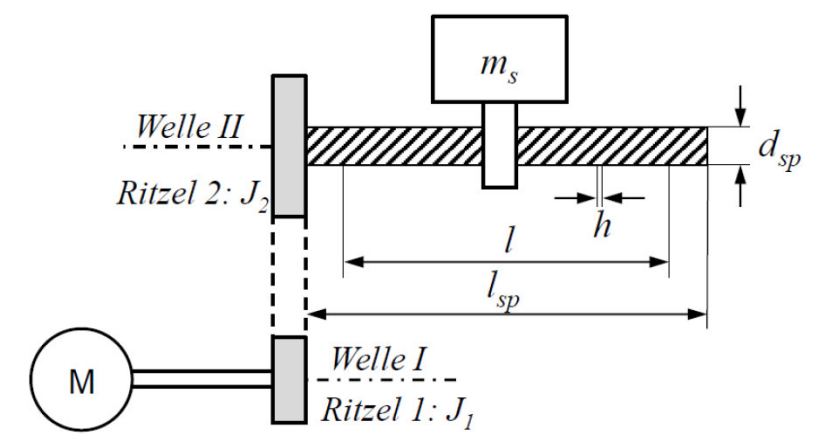 m_s
Welle II
d_sp
Ritzel 2: J_2
h
l
l_sp
M
Welle I
Ritzel 1: J_1